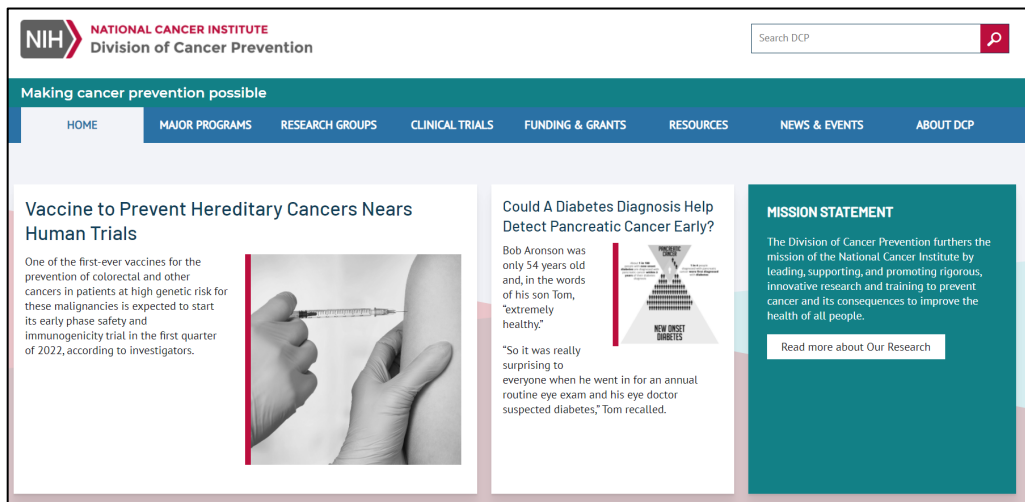 NIH
NATIONAL CANCER INSTITUTE
Division of Cancer Prevention
Search DCP
Making cancer prevention possible
HOME
MAJOR PROGRAMS
RESEARCH GROUPS
CLINICAL TRIALS
FUNDING & GRANTS
RESOURCES
NEWS & EVENTS
ABOUT DCP
Vaccine to Prevent Hereditary Cancers Nears
Human Trials
One of the first-ever vaccines for the
prevention of colorectal and other
cancers in patients at high genetic risk for
these malignancies is expected to start
its early phase safety and
immunogenicity trial in the first quarter
of 2022, according to investigators.
Could A Diabetes Diagnosis Help
Detect Pancreatic Cancer Early?
Bob Aronson was
only 54 years old
and, in the words
of his son Tom,
"extremely
healthy."
"So it was really
surprising to
everyone when he went in for an annual
routine eye exam and his eye doctor
suspected diabetes," Tom recalled.
PANCREATIC
CANCER
NEW ONSET
DIABETES
MISSION STATEMENT
The Division of Cancer Prevention furthers the
mission of the National Cancer Institute by
leading, supporting, and promoting rigorous,
innovative research and training to prevent
cancer and its consequences to improve the
health of all people.
Read more about Our Research